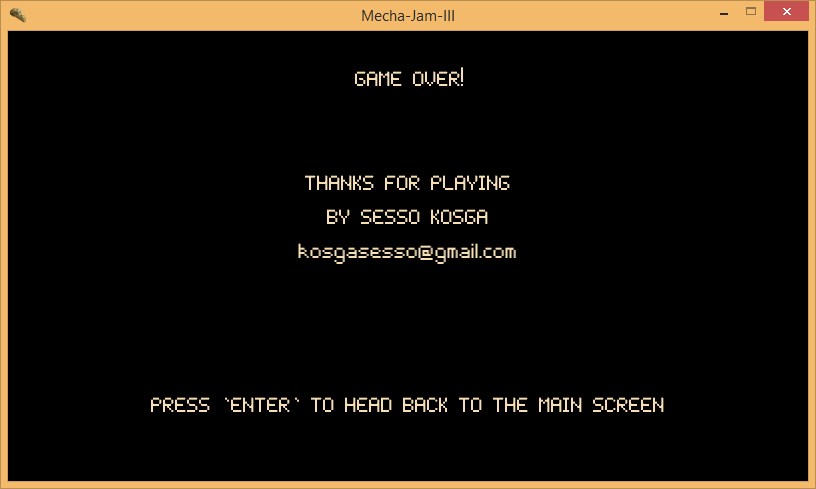 Mecha-Jam-III
GAME OVER!
THANKS FOR PLAYING
BY SESSO KOSGA
kosgasesso@gmail.com
PRESS `ENTER` TO HEAD BACK TO THE MAIN SCREEN